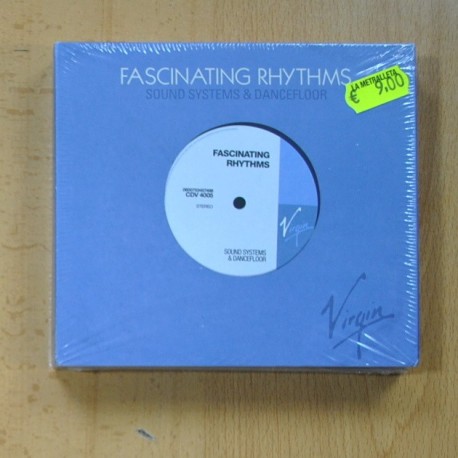 FASCINATING RHYTHMS
SOUND SYSTEMS & DANCEFLOOR
LA METRALLETA
€ 9,00
FASCINATING
RHYTHMS
CDV 4005
STEREO
Virgin
SOUND SYSTEMS
& DANCEFLOOR
Virgin